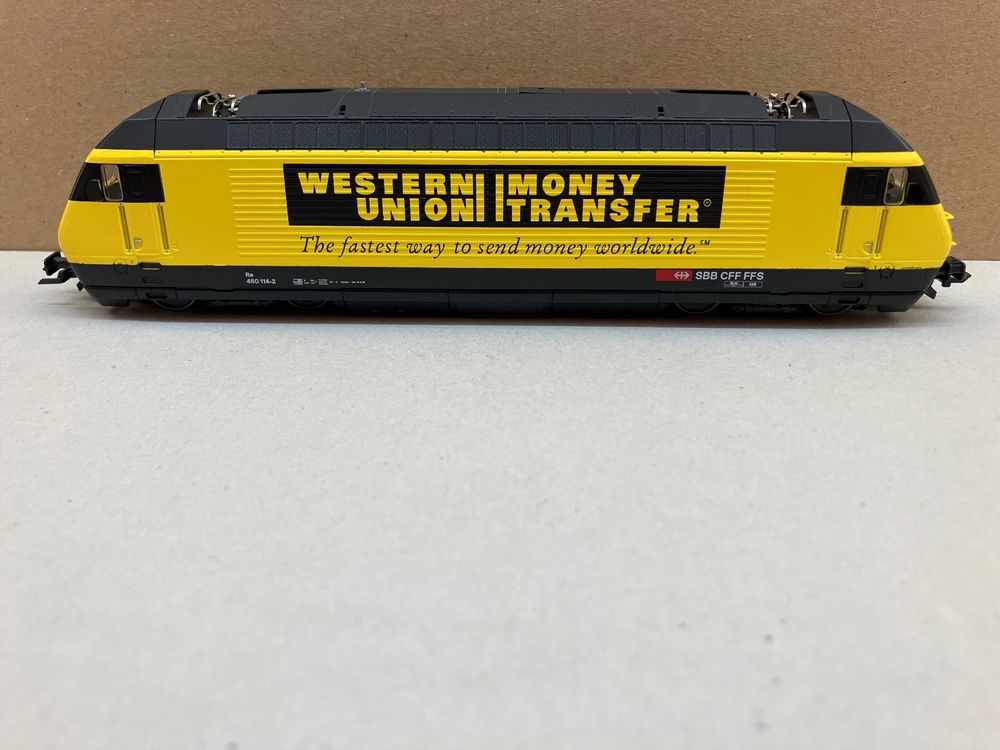 WESTERN MONEY
UNION TRANSFER®
The fastest way to send money worldwide.℠
Re
460 114-2
SBB CFF FFS